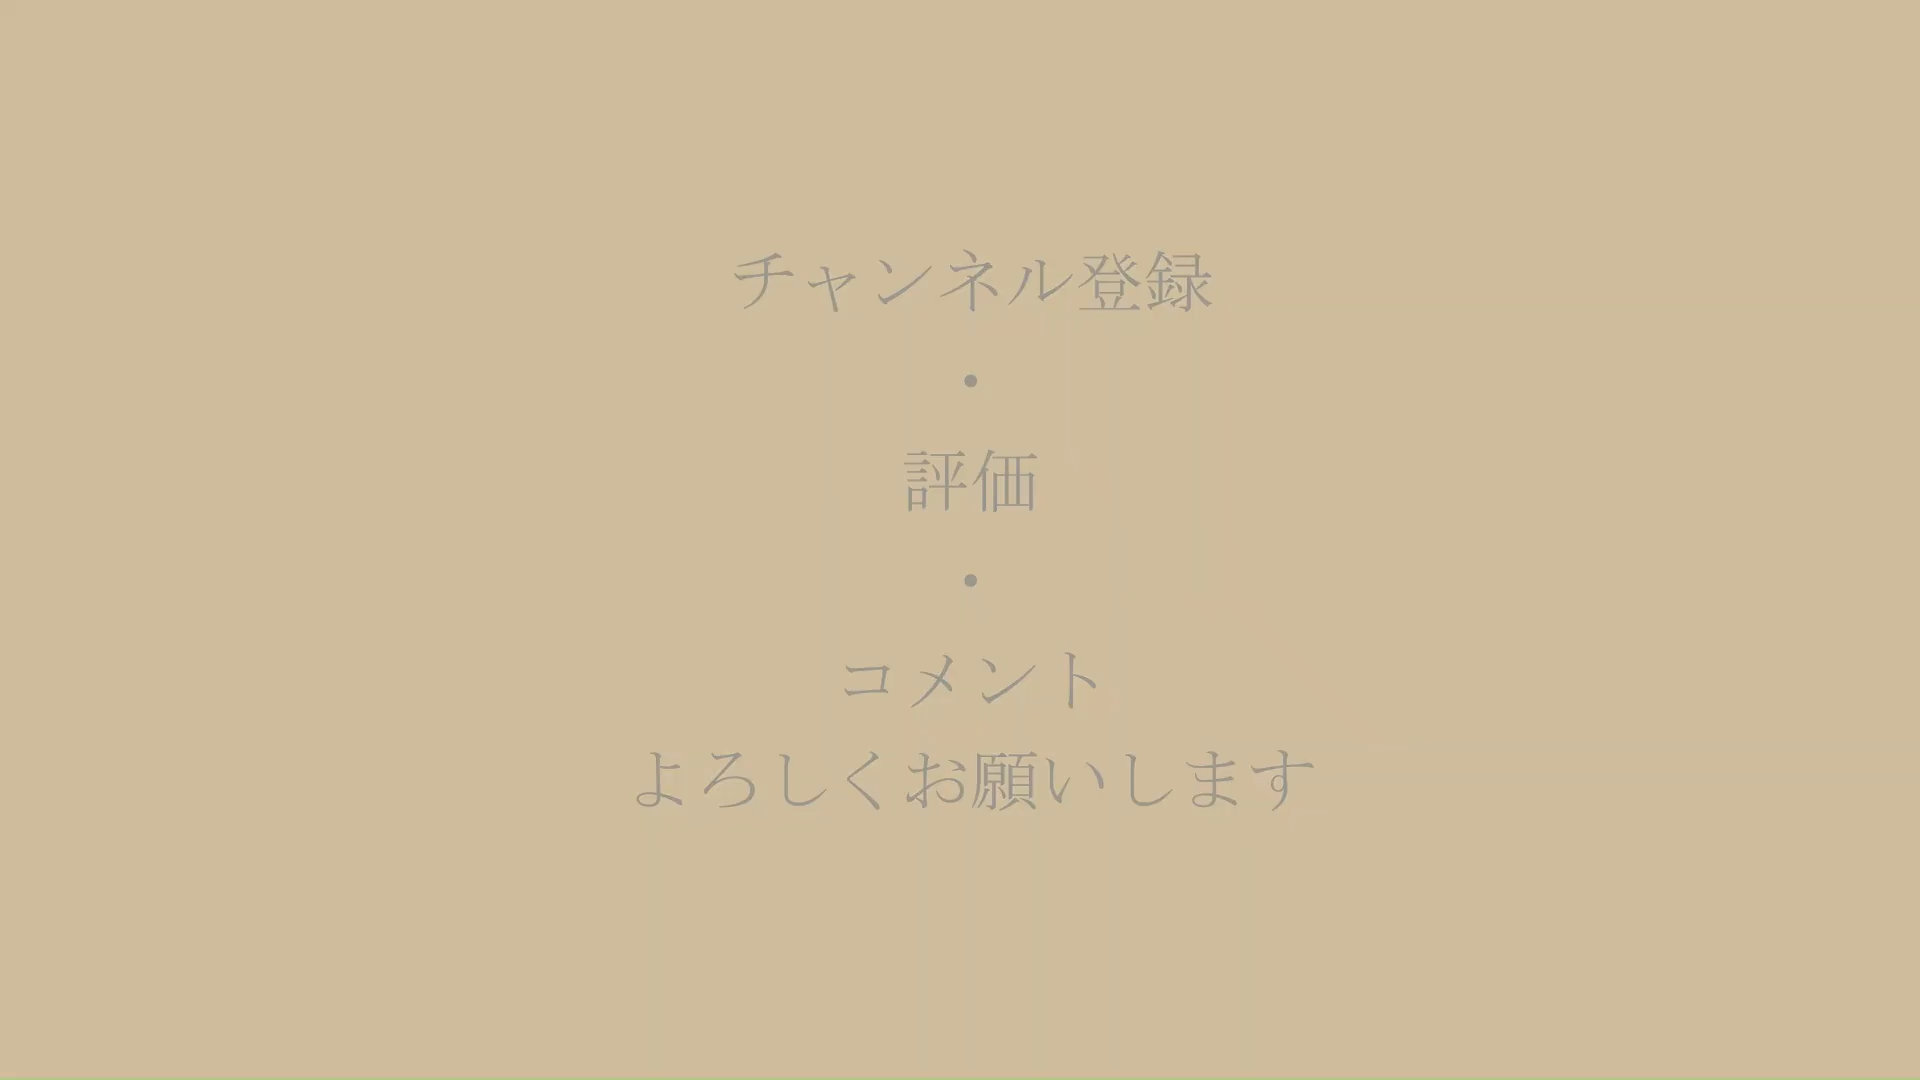 チャンネル登録
・
評価
・
コメント
よろしくお願いします